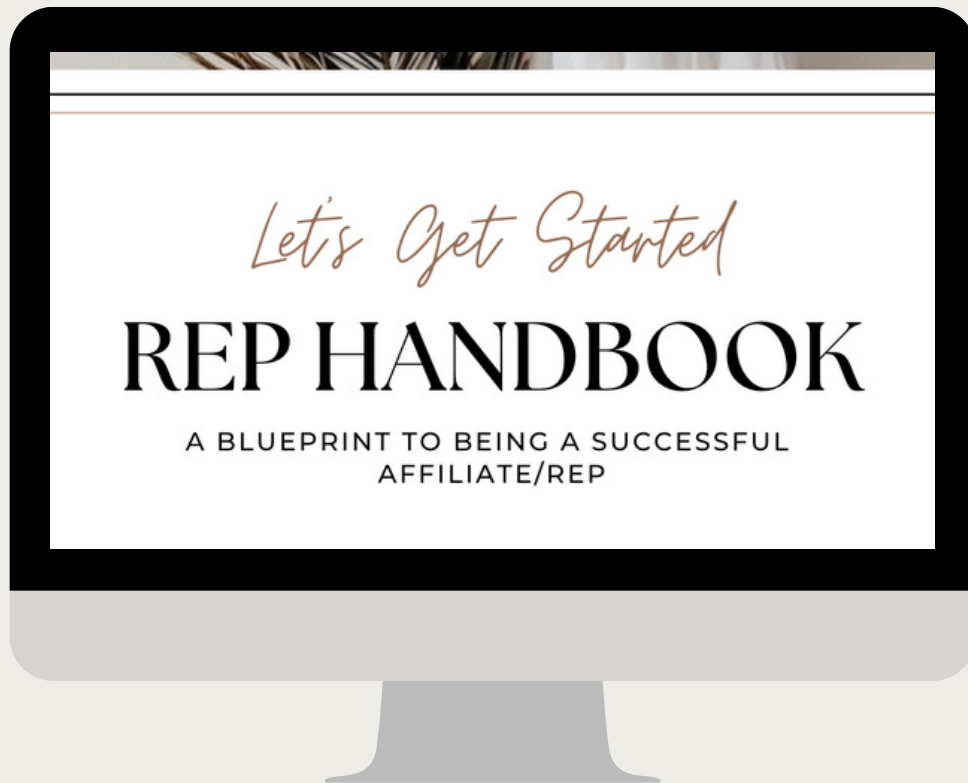 Let's Get Started
REP HANDBOOK
A BLUEPRINT TO BEING A SUCCESSFUL
AFFILIATE/REP